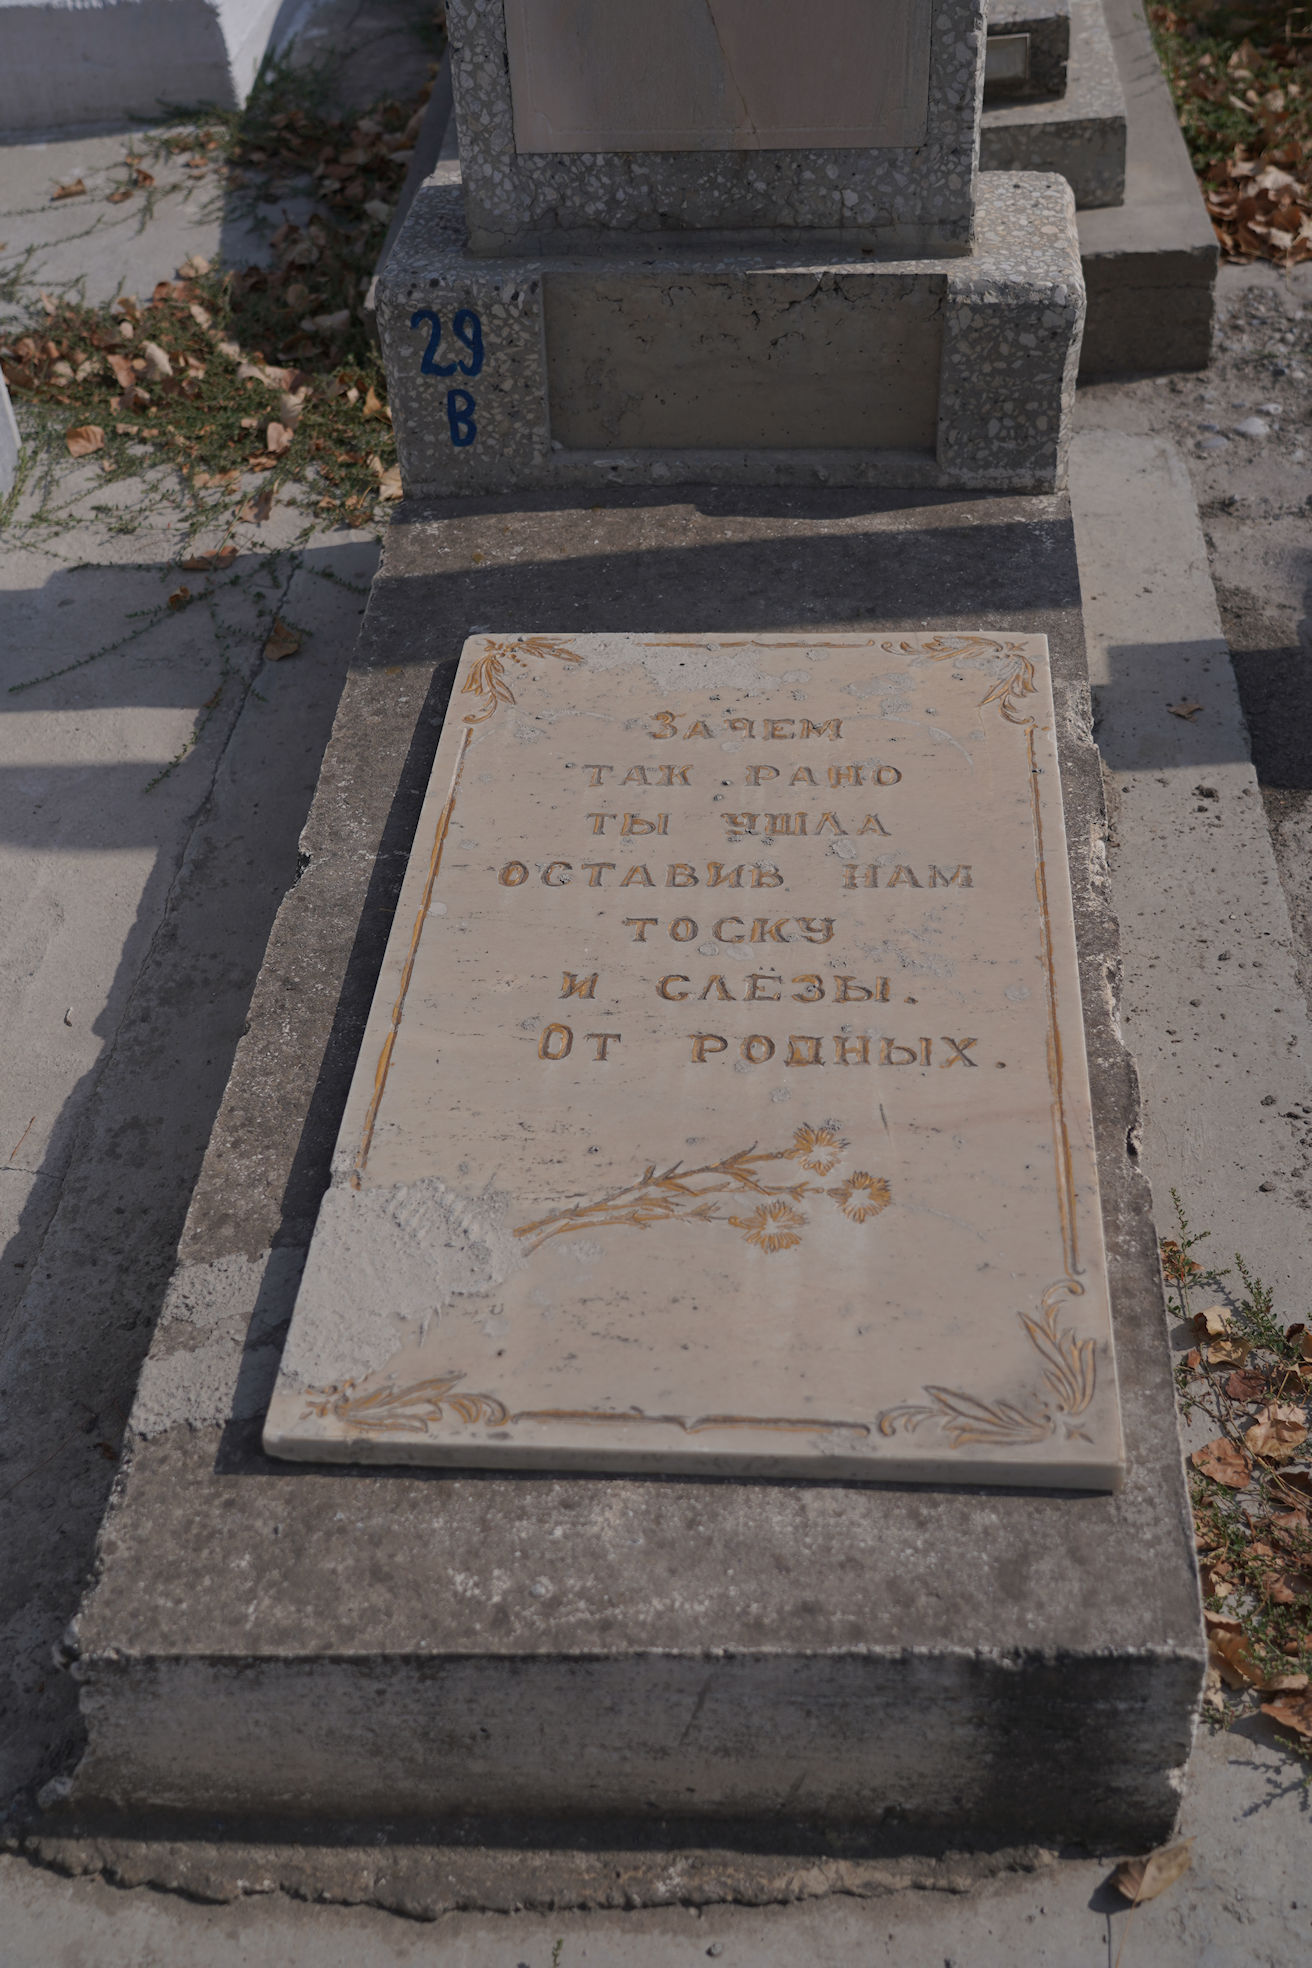 29
В
Зачем
так рано
ты ушла
оставив нам
тоску
и слёзы.
От родных.